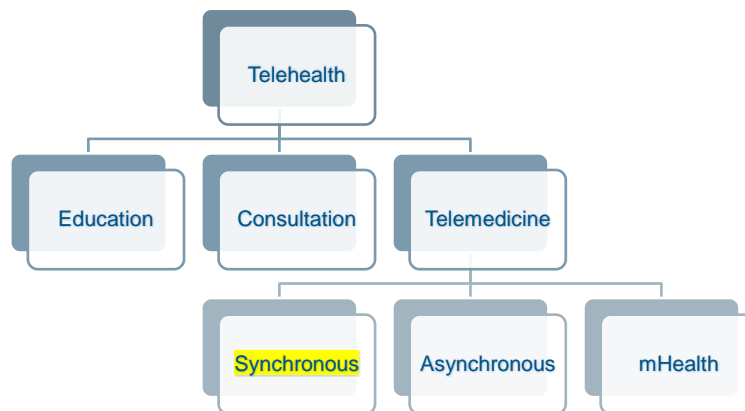 Telehealth
Education
Consultation
Telemedicine
Synchronous
Asynchronous
mHealth